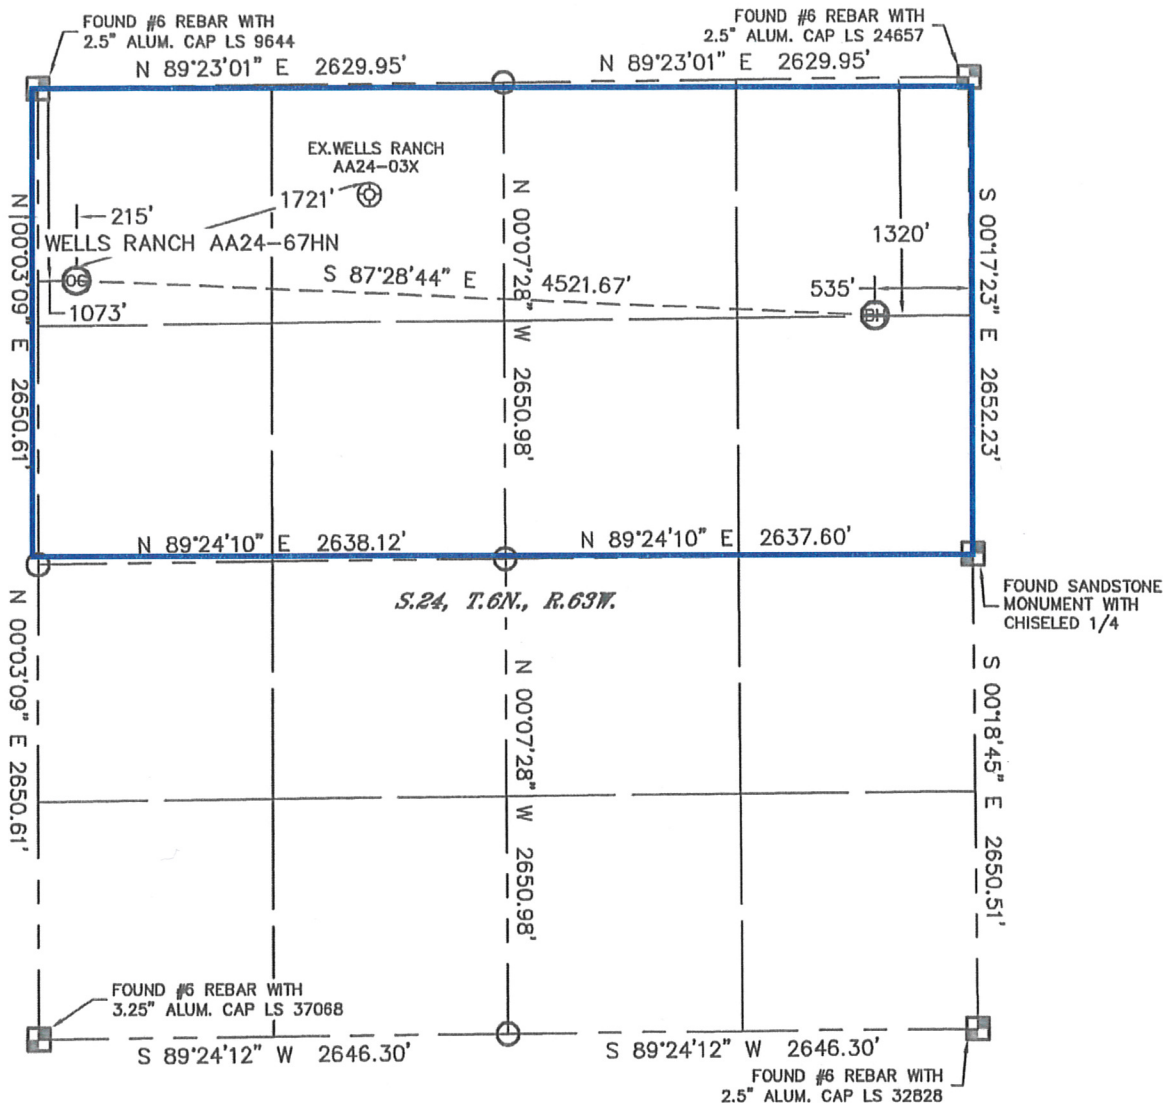 FOUND #6 REBAR WITH
2.5" ALUM. CAP LS 9644
FOUND #6 REBAR WITH
2.5" ALUM. CAP LS 24657
N 89°23'01" E 2629.95'
N 89°23'01" E 2629.95'
EX.WELLS RANCH
AA24-03X
1721'
215'
WELLS RANCH AA24-67HN
OG
1073'
S 87°28'44" E 4521.67'
1320'
535'
BH
N 00°03'09" E 2650.61'
N 00°07'28" W 2650.98'
S 00°17'23" E 2652.23'
N 89°24'10" E 2638.12'
N 89°24'10" E 2637.60'
S.24, T.6N., R.63W.
FOUND SANDSTONE
MONUMENT WITH
CHISELED 1/4
N 00°03'09" E 2650.61'
N 00°07'28" W 2650.98'
S 00°18'45" E 2650.51'
FOUND #6 REBAR WITH
3.25" ALUM. CAP LS 37068
S 89°24'12" W 2646.30'
S 89°24'12" W 2646.30'
FOUND #6 REBAR WITH
2.5" ALUM. CAP LS 32828